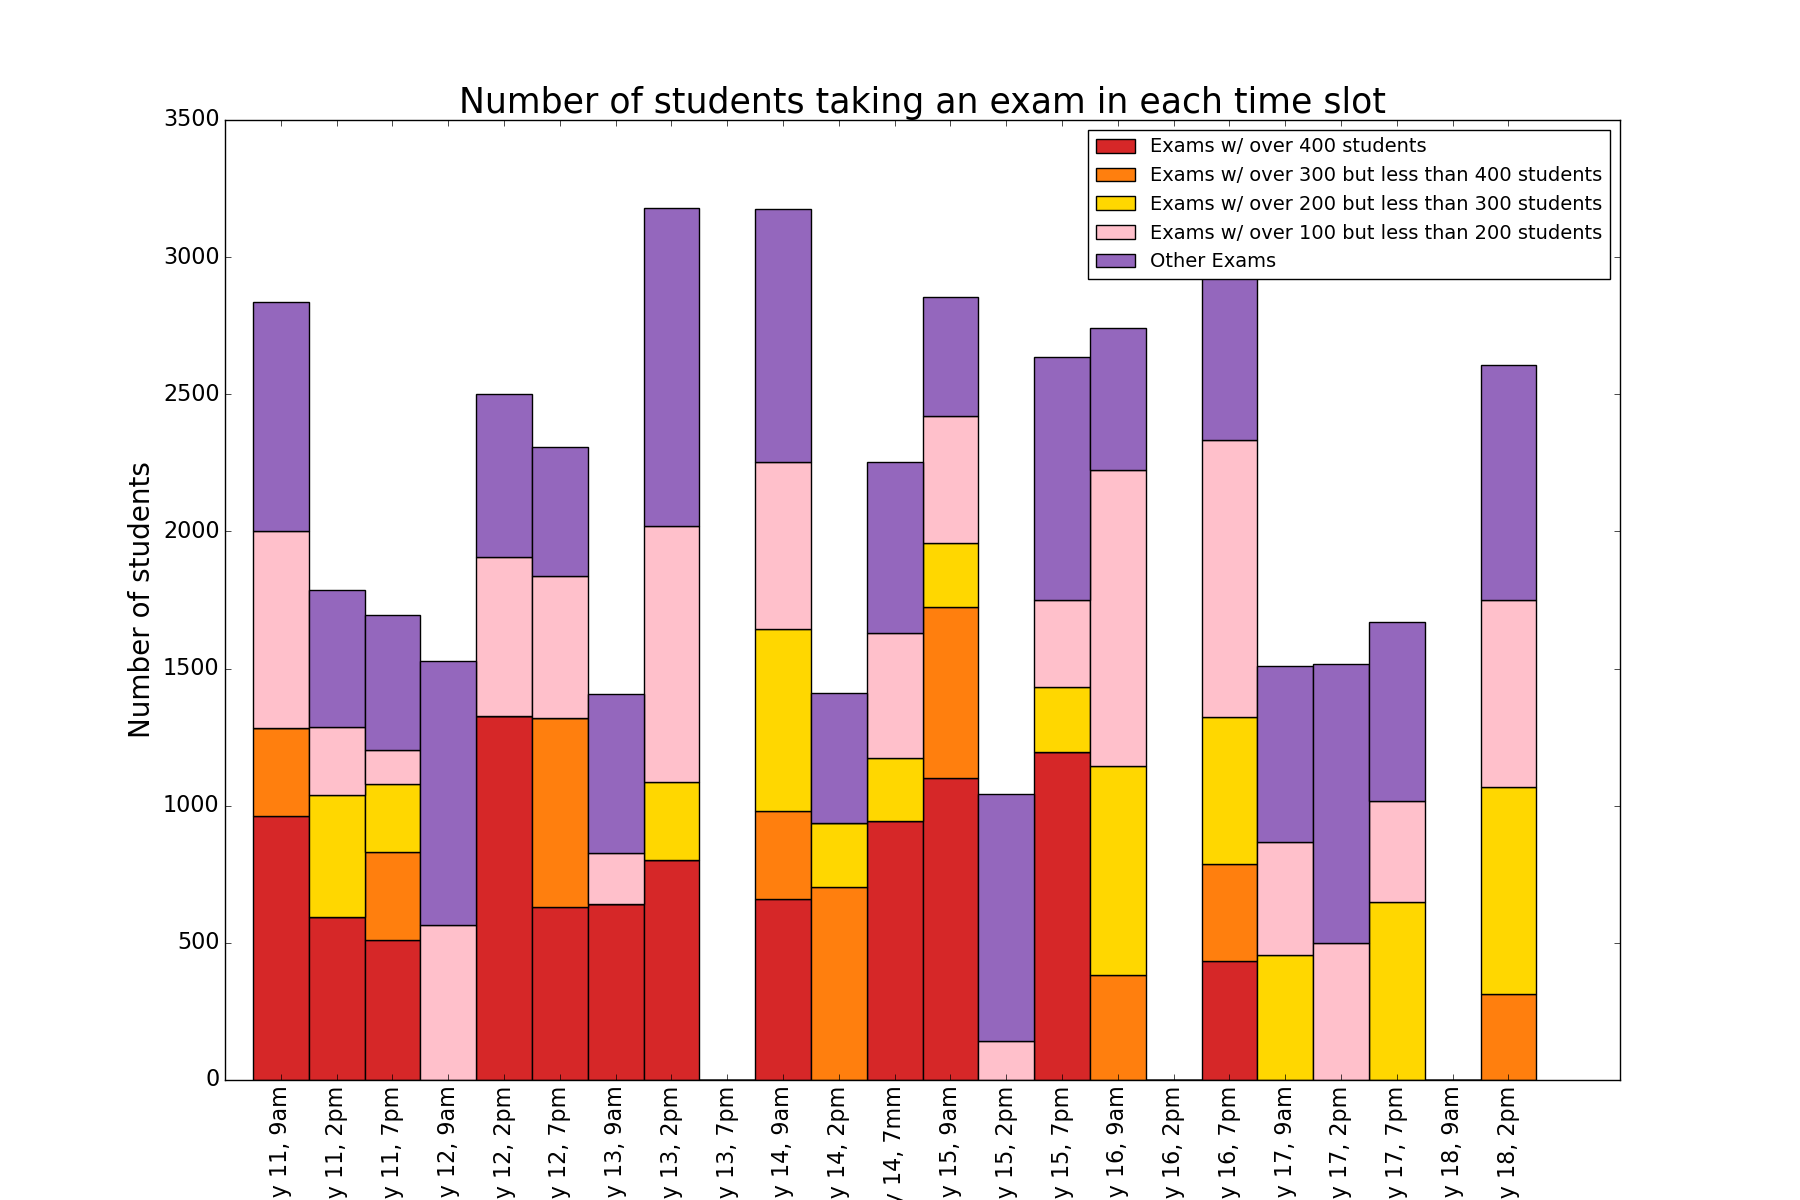 Number of students taking an exam in each time slot
Number of students
3500
3000
2500
2000
1500
1000
500
0
Exams w/ over 400 students
Exams w/ over 300 but less than 400 students
Exams w/ over 200 but less than 300 students
Exams w/ over 100 but less than 200 students
Other Exams
y 11, 9am
y 11, 2pm
y 11, 7pm
y 12, 9am
y 12, 2pm
y 12, 7pm
y 13, 9am
y 13, 2pm
y 13, 7pm
y 14, 9am
y 14, 2pm
y 14, 7mm
y 15, 9am
y 15, 2pm
y 15, 7pm
y 16, 9am
y 16, 2pm
y 16, 7pm
y 17, 9am
y 17, 2pm
y 17, 7pm
y 18, 9am
y 18, 2pm